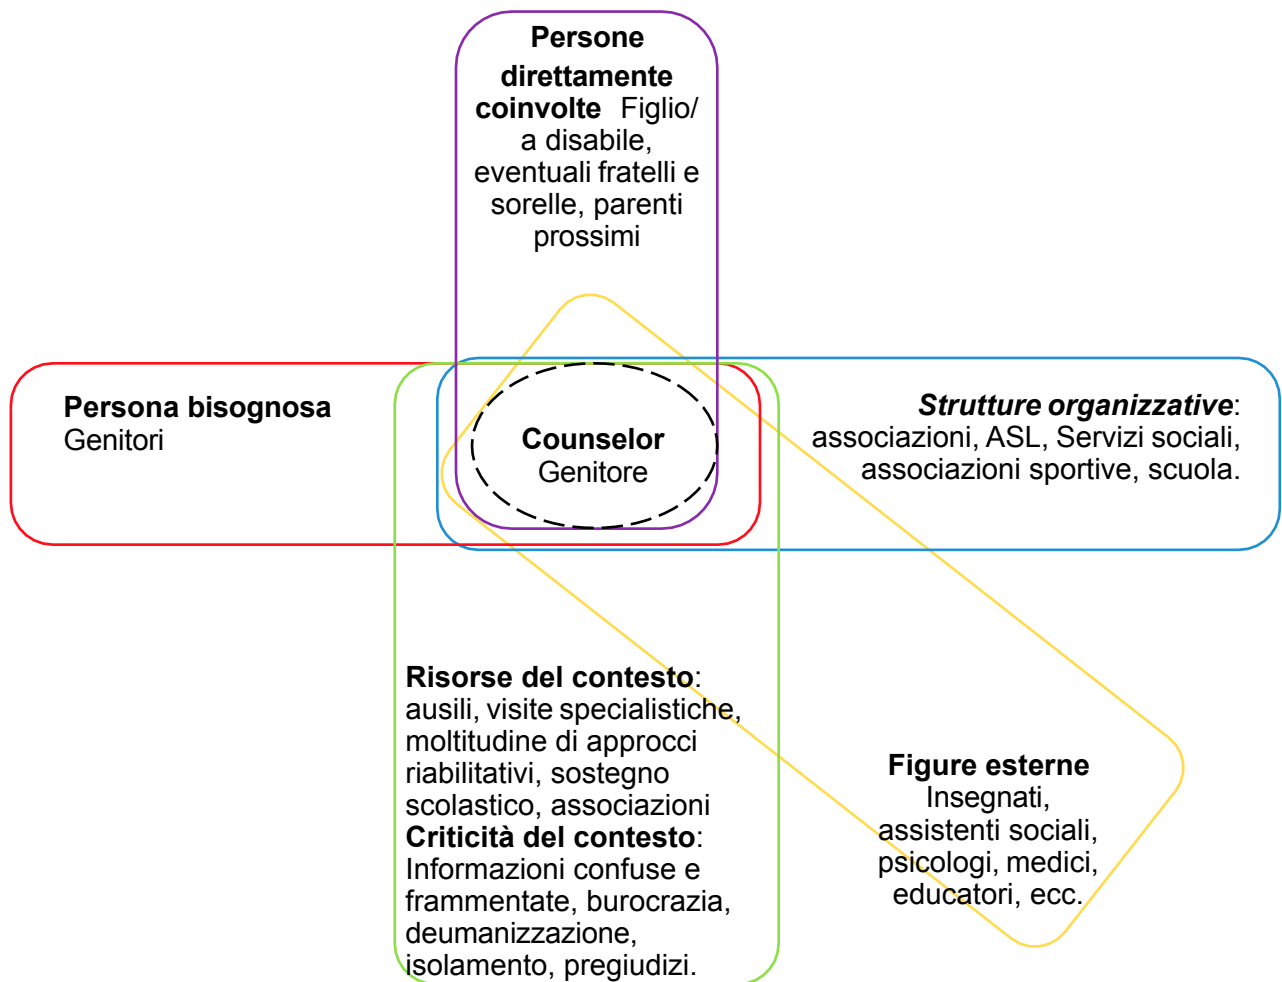 Persone
direttamente
coinvolte Figlio/
a disabile,
eventuali fratelli e
sorelle, parenti
prossimi
Persona bisognosa
Genitori
Counselor
Genitore
Strutture organizzative:
associazioni, ASL, Servizi sociali,
associazioni sportive, scuola.
Risorse del contesto:
ausili, visite specialistiche,
moltitudine di approcci
riabilitativi, sostegno
scolastico, associazioni
Criticità del contesto:
Informazioni confuse e
frammentate, burocrazia,
deumanizzazione,
isolamento, pregiudizi.
Figure esterne
Insegnati,
assistenti sociali,
psicologi, medici,
educatori, ecc.